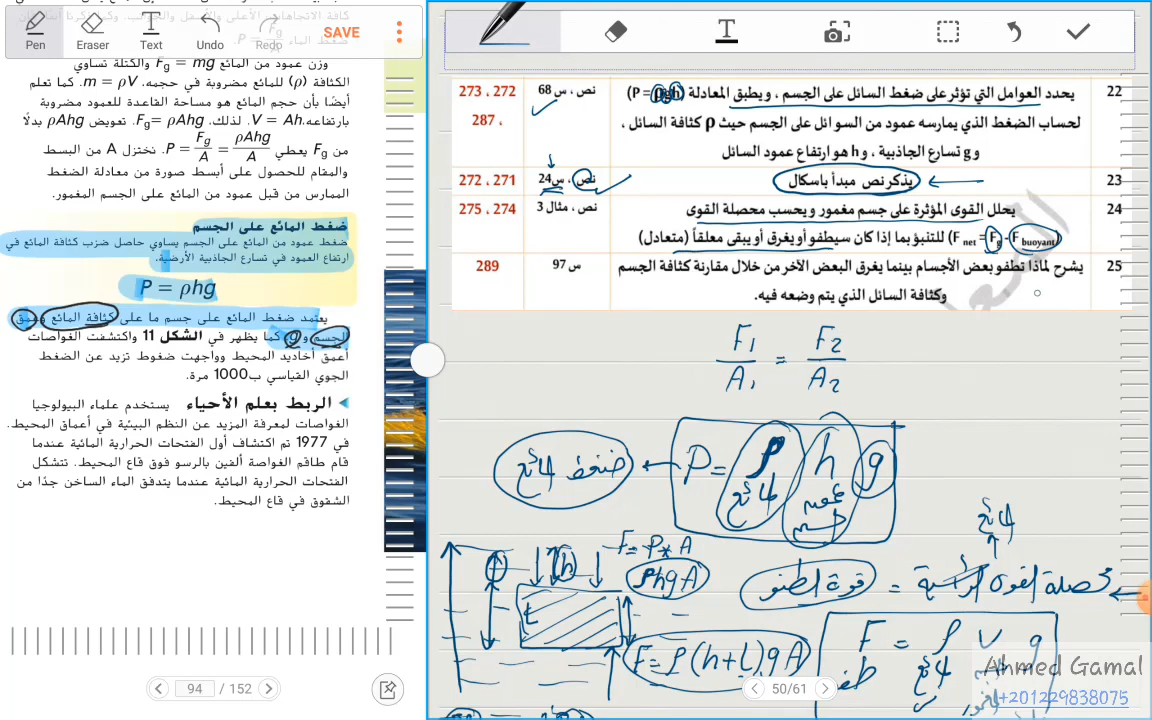 Pen
Eraser
Text
Undo
Redo
SAVE
كافة الاتجاهات
وزن عمود من المائع Fg = mg والكتلة تساوي
الكثافة (ρ) للمائع مضروبة في حجمه، m = ρV. كما تعلم
أيضًا بأن حجم المائع هو مساحة القاعدة للعمود مضروبة
بارتفاعه، V = Ah. لذلك، Fg = ρAhg. تعويض ρAhg بدلًا
من Fg يعطي P = Fg/A = ρAhg/A. نختزل A من البسط
والمقام للحصول على أبسط صورة من معادلة الضغط
الممارس من قبل عمود من المائع على الجسم المغمور.
ضغط المائع على الجسم
ضغط عمود من المائع على الجسم يساوي حاصل ضرب كثافة المائع في
ارتفاع العمود في تسارع الجاذبية الأرضية.
P = ρhg
يعتمد ضغط المائع على جسم ما على كثافة المائع وعمق
الجسم وg كما يظهر في الشكل 11 واكتشفت الغواصات
أعمق أخاديد المحيط وواجهت ضغوط تزيد عن الضغط
الجوي القياسي ب1000 مرة.
الربط بعلم الأحياء يستخدم علماء البيولوجيا
الغواصات لمعرفة المزيد عن النظم البيئية في أعماق المحيط.
في 1977 تم اكتشاف أول الفتحات الحرارية المائية عندما
قام طاقم الغواصة ألفين بالرسو فوق قاع المحيط. تتشكل
الفتحات الحرارية المائية عندما يتدفق الماء الساخن جدًا من
الشقوق في قاع المحيط.
94 / 152
22 يحدد العوامل التي تؤثر على ضغط السائل على الجسم ، ويطبق المعادلة (P = ρgh) نص ، س 68 272 ، 273
لحساب الضغط الذي يمارسه عمود من السوائل على الجسم حيث ρ كثافة السائل ، ، 287
و g تسارع الجاذبية ، و h هو ارتفاع عمود السائل
23 يذكر نص مبدأ باسكال نص ، س 24 271 ، 272
24 يحلل القوى المؤثرة على جسم مغمور ويحسب محصلة القوى نص ، مثال 3 274 ، 275
(F net = Fg - F buoyant) للتنبؤ بما إذا كان سيطفو أو يغرق أو يبقى معلقاً (متعادل)
25 يشرح لماذا تطفو بعض الأجسام بينما يغرق البعض الآخر من خلال مقارنة كثافة الجسم س 97 289
وكثافة السائل الذي يتم وضعه فيه.
F1/A1 = F2/A2
P = ρ h g
ضغط المائع
مائع
عمق
الجسم
F = P * A
ρhgA
h
L
F = ρ(h+L)gA
المائع
محصلة القوى الرأسية = قوة الطفو
F = ρ V g
طفو
مائع
المغمور
50/61
Ahmed Gamal
+201229838075